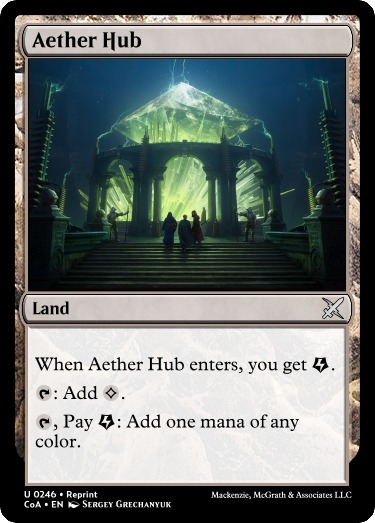 Aether Hub
Land
When Aether Hub enters, you get .
: Add .
, Pay : Add one mana of any
color.
U 0246 • Reprint
CoA • EN Sergey Grechanyuk
Mackenzie, McGrath & Associates LLC